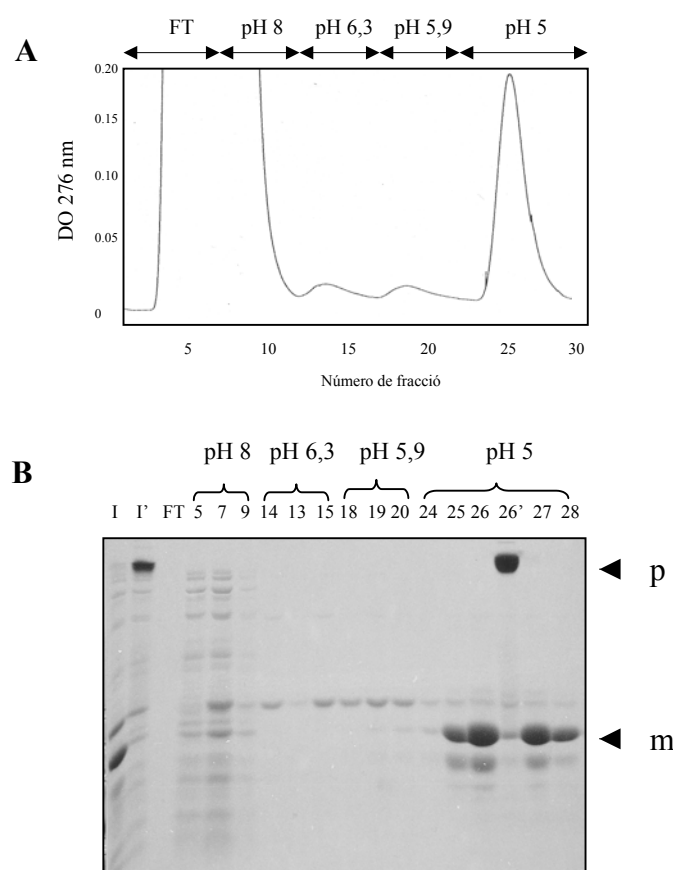 A
FT pH 8 pH 6,3 pH 5,9 pH 5
0.20
0.15
0.10
0.05
0
DO 276 nm
5 10 15 20 25 30
Número de fracció
B
pH 8 pH 6,3 pH 5,9 pH 5
I I’ FT 5 7 9 14 13 15 18 19 20 24 25 26 26’ 27 28
p
m